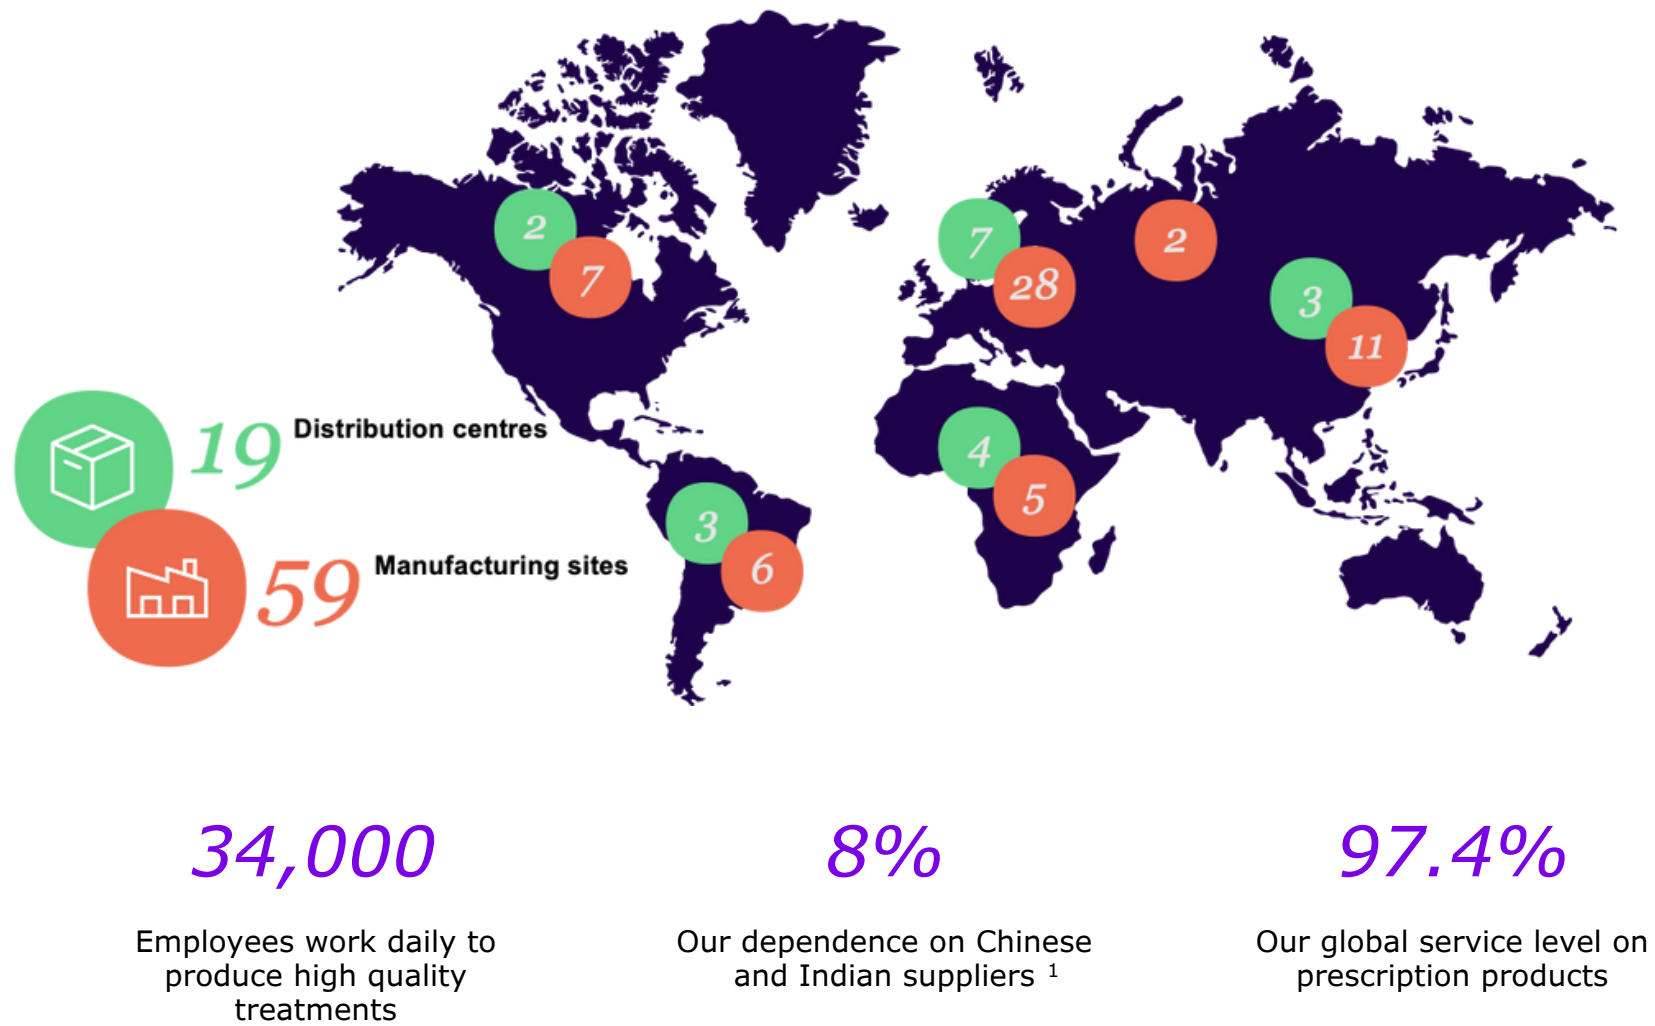 2
7
7
28
2
3
11
19 Distribution centres
4
5
3
6
59 Manufacturing sites
34,000
Employees work daily to
produce high quality
treatments
8%
Our dependence on Chinese
and Indian suppliers 1
97.4%
Our global service level on
prescription products